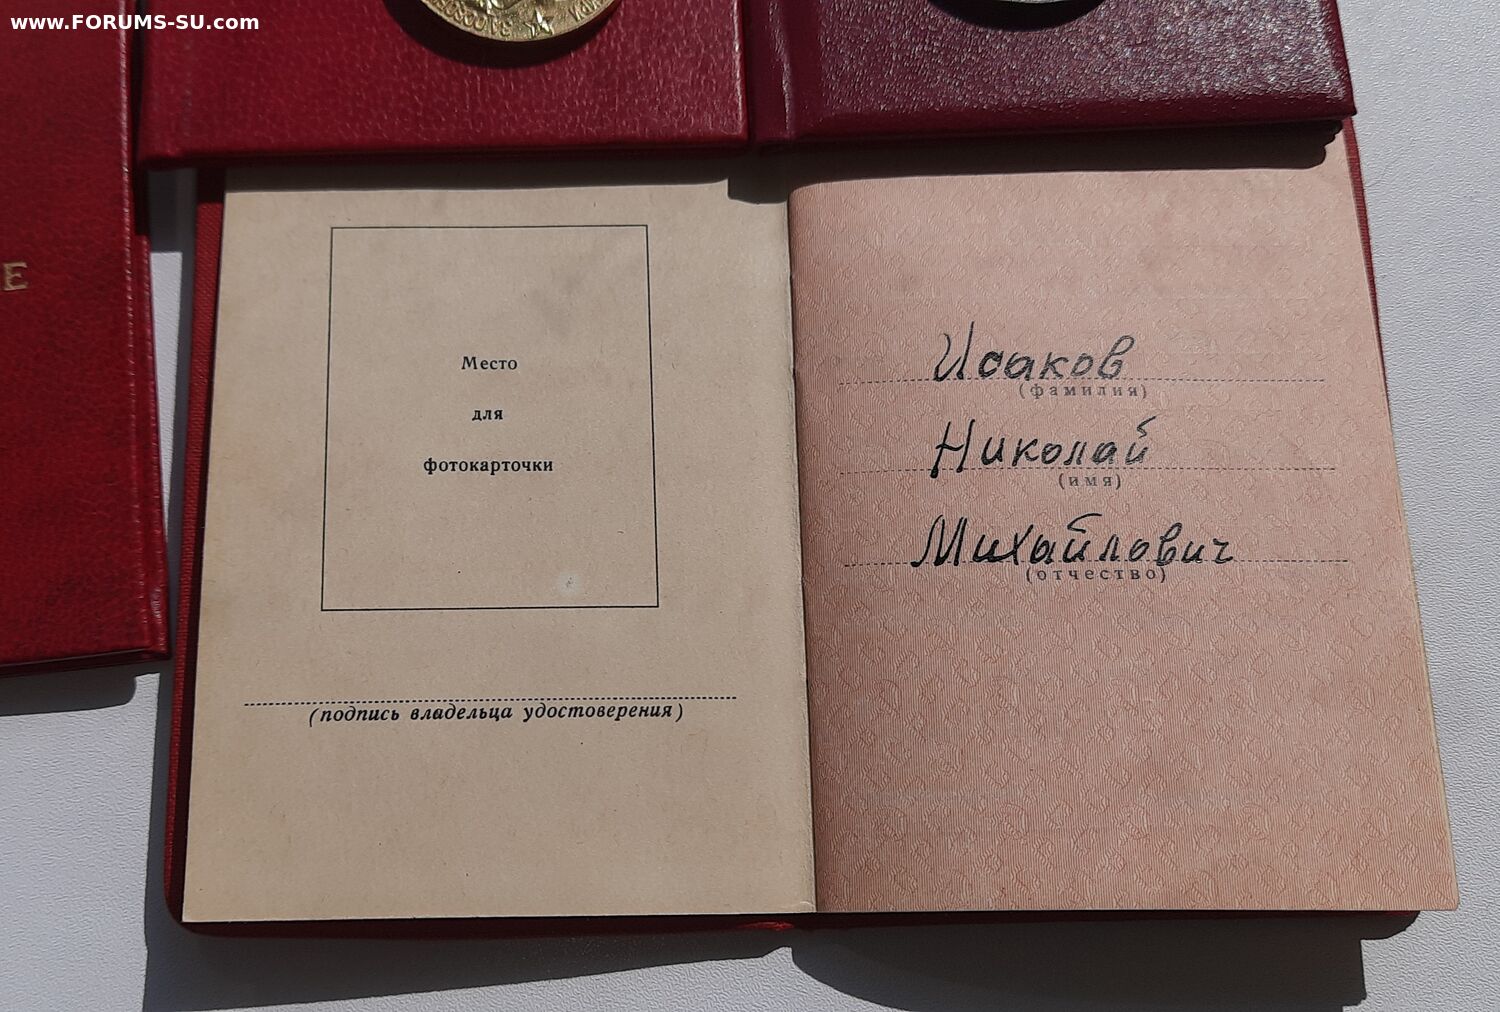 www.FORUMS-SU.com
Е
Место
для
фотокарточки
(подпись владельца удостоверения)
Исаков
(фамилия)
Николай
(имя)
Михайлович
(отчество)